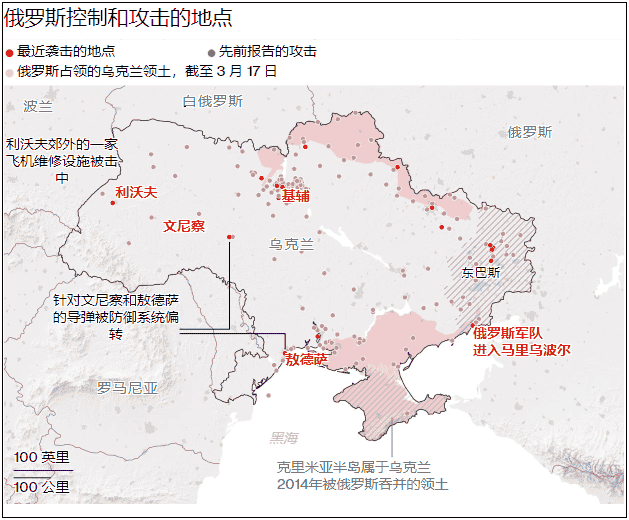 俄罗斯控制和攻击的地点
最近袭击的地点
先前报告的攻击
俄罗斯占领的乌克兰领土，截至 3 月 17 日
波兰
白俄罗斯
俄罗斯
利沃夫郊外的一家
飞机维修设施被击
中
利沃夫
基辅
文尼察
乌克兰
东巴斯
针对文尼察和敖德萨
的导弹被防御系统偏
转
俄罗斯军队
进入马里乌波尔
敖德萨
罗马尼亚
黑海
100 英里
100 公里
克里米亚半岛属于乌克兰
2014年被俄罗斯吞并的领土